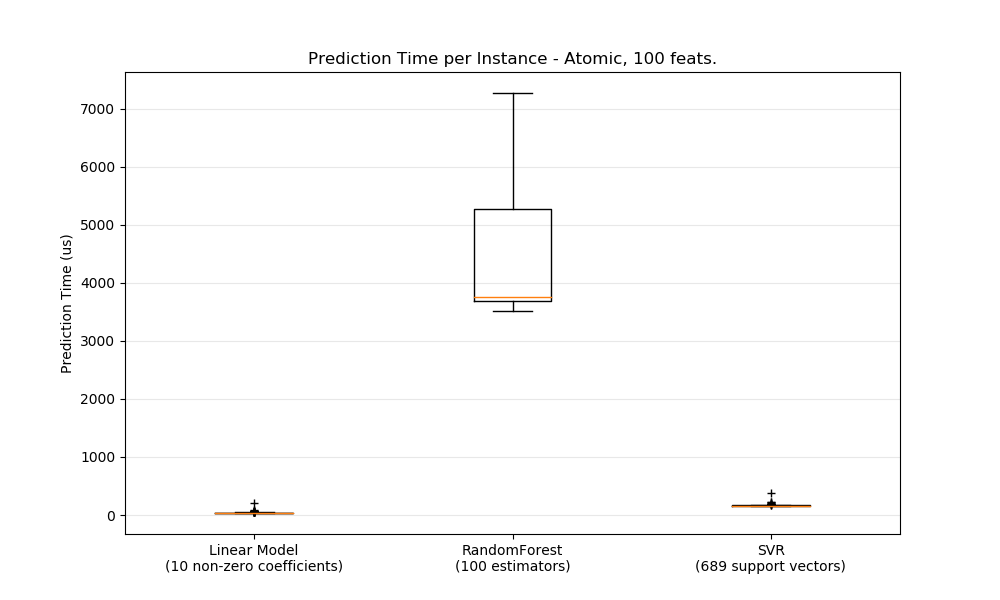 Prediction Time per Instance - Atomic, 100 feats.
7000
6000
5000
4000
3000
2000
1000
0
Prediction Time (us)
Linear Model
(10 non-zero coefficients)
RandomForest
(100 estimators)
SVR
(689 support vectors)